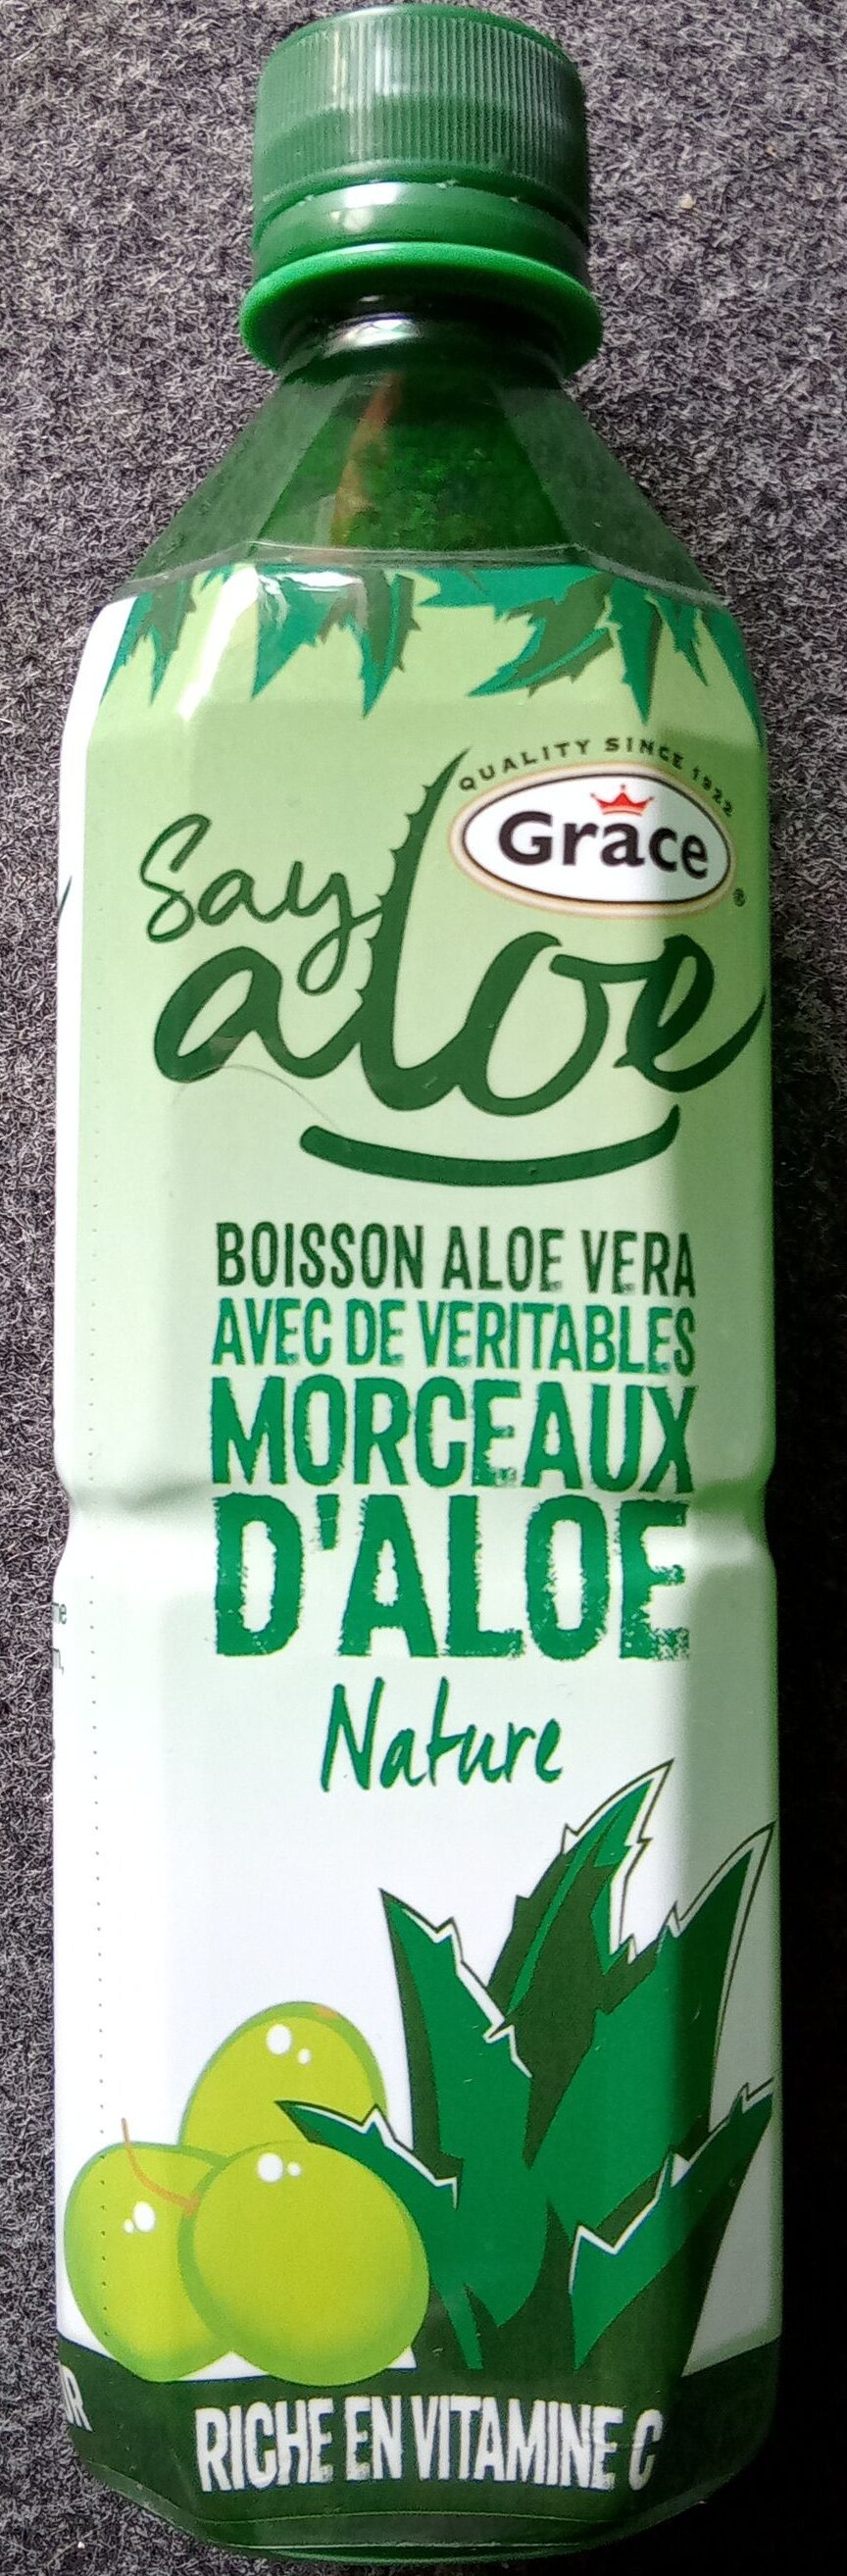 QUALITY SINCE 1922
Grace
®
Say
aloe
BOISSON ALOE VERA
AVEC DE VERITABLES
MORCEAUX
D'ALOE
Nature
RICHE EN VITAMINE C